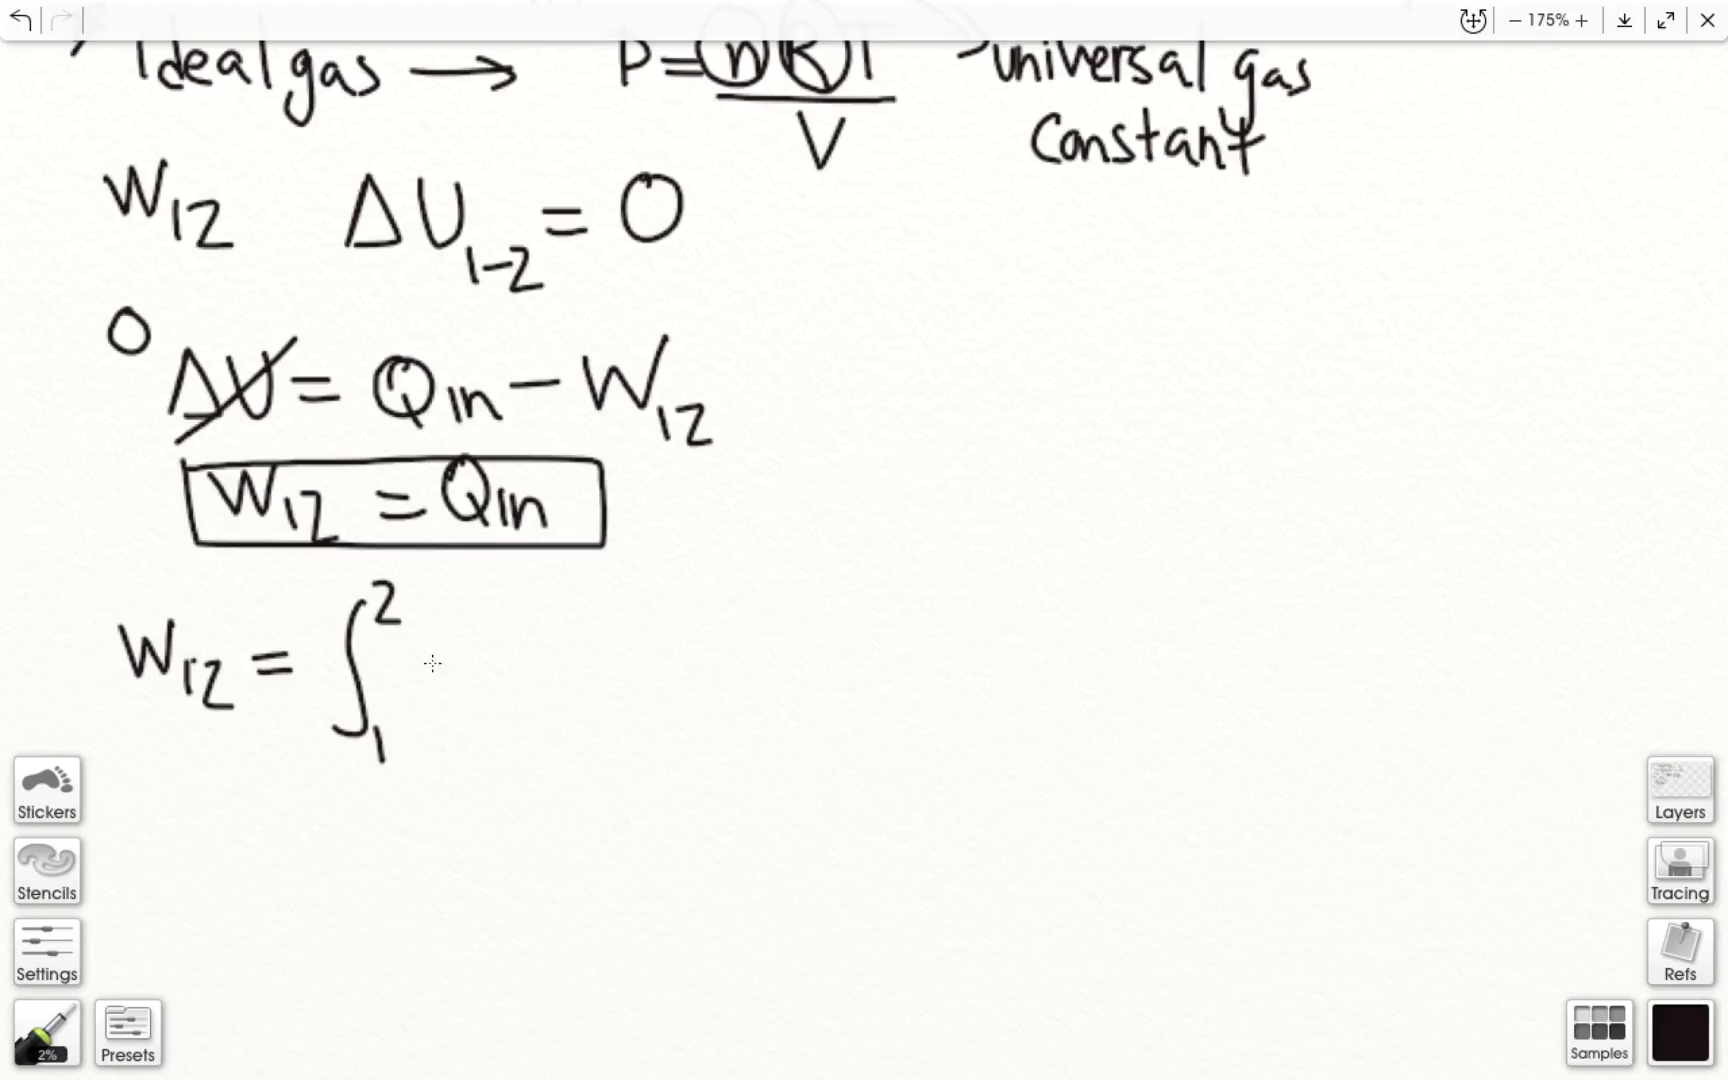 − 175% +
Ideal gas → P = nRT universal gas
V Constant
W12 ΔU1-2 = 0
0
ΔU = Qin − W12
W12 = Qin
W12 = ∫12
Stickers
Stencils
Settings
2%
Presets
Layers
Tracing
Refs
Samples